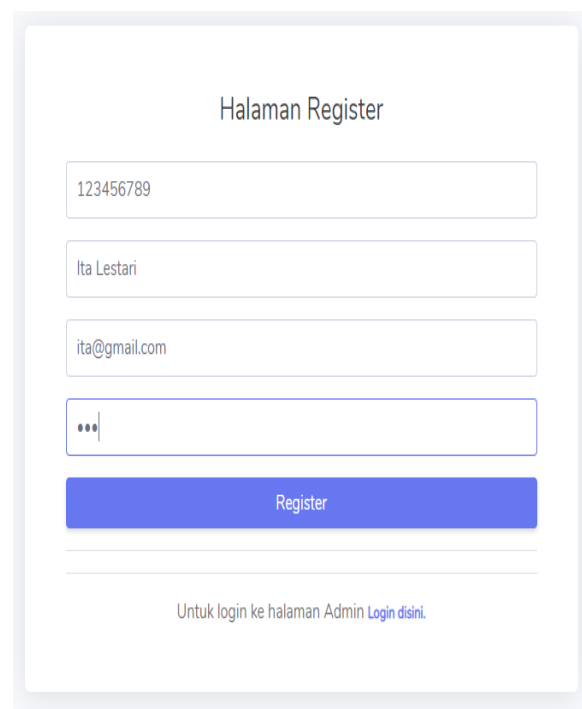 Halaman Register
123456789
Ita Lestari
ita@gmail.com
•••
Register
Untuk login ke halaman Admin Login disini.